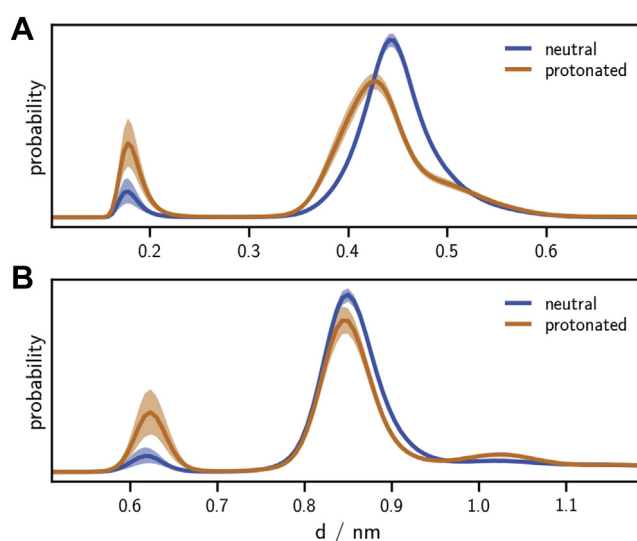 A
neutral
protonated
probability
0.2 0.3 0.4 0.5 0.6
B
neutral
protonated
probability
0.6 0.7 0.8 0.9 1.0 1.1
d / nm